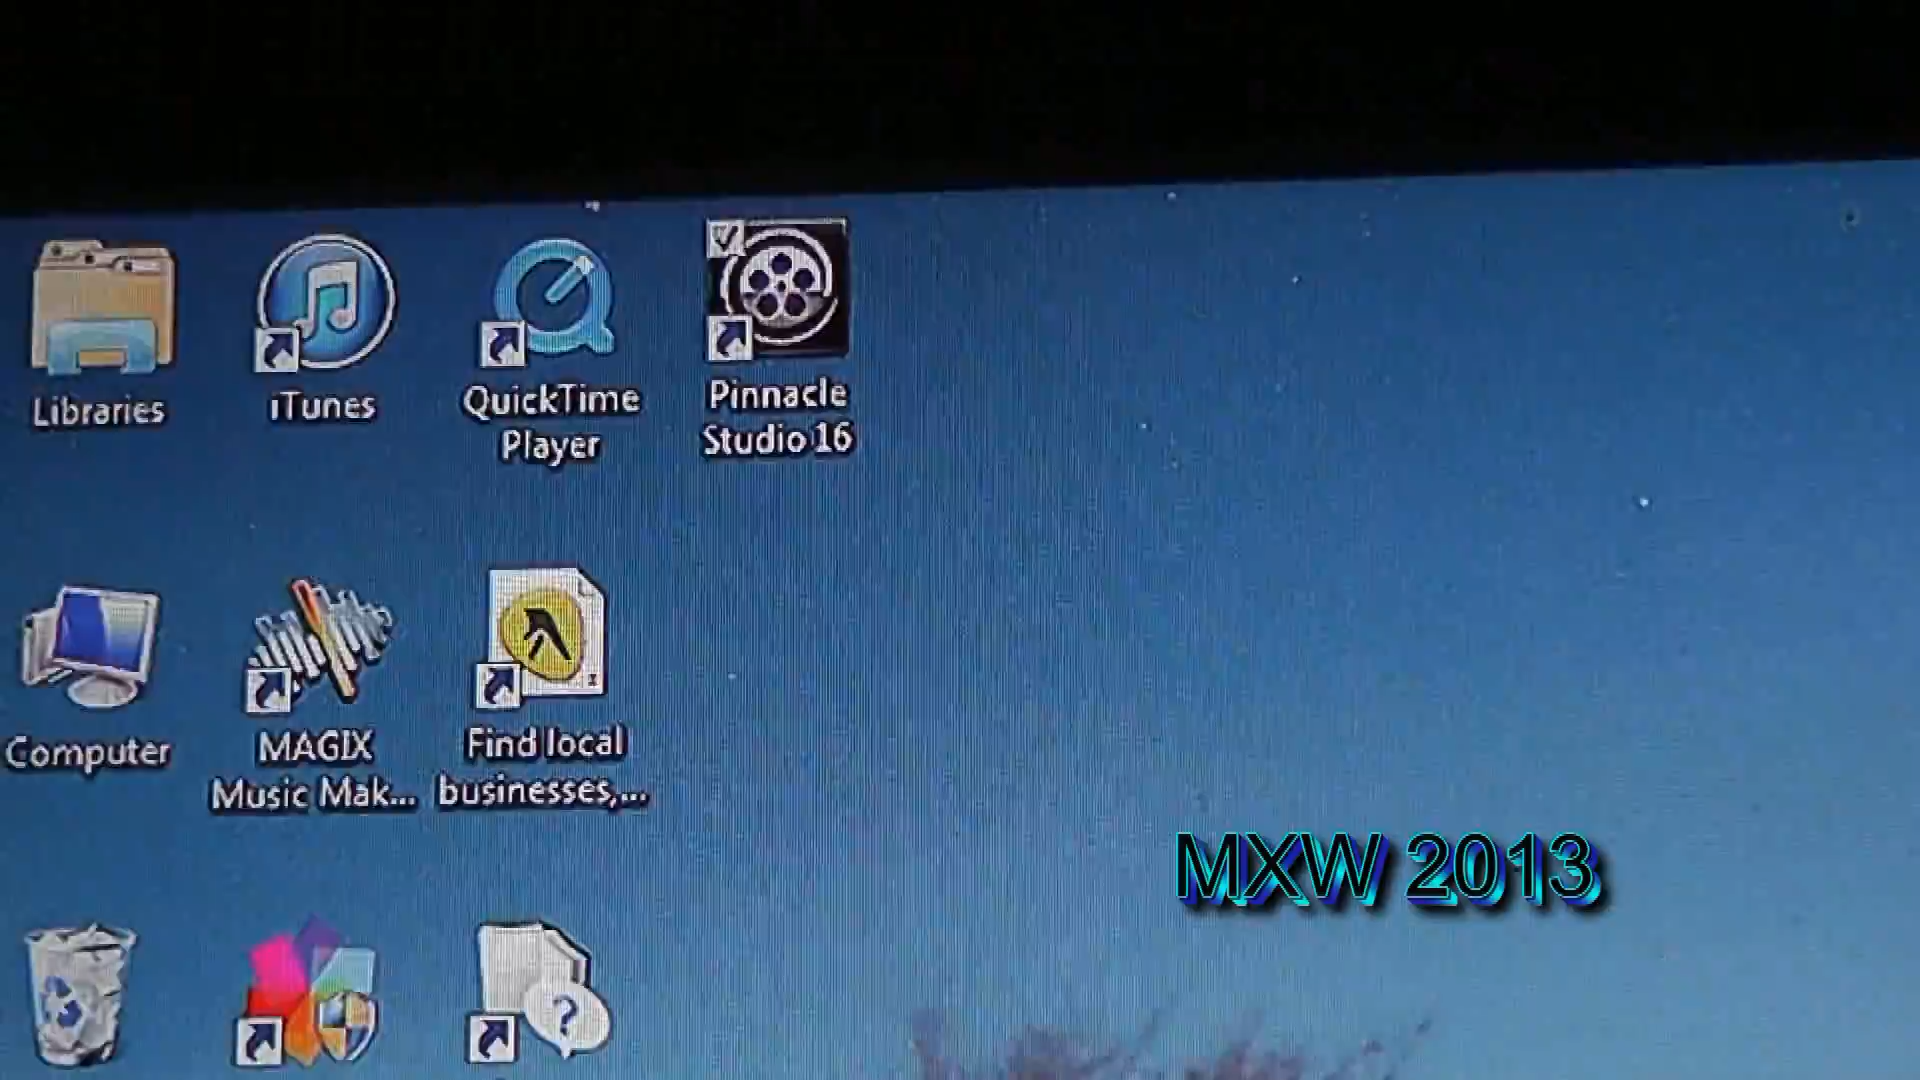 Libraries
iTunes
QuickTime
Player
Pinnacle
Studio 16
Computer
MAGIX
Music Mak...
Find local
businesses,...
MXW 2013